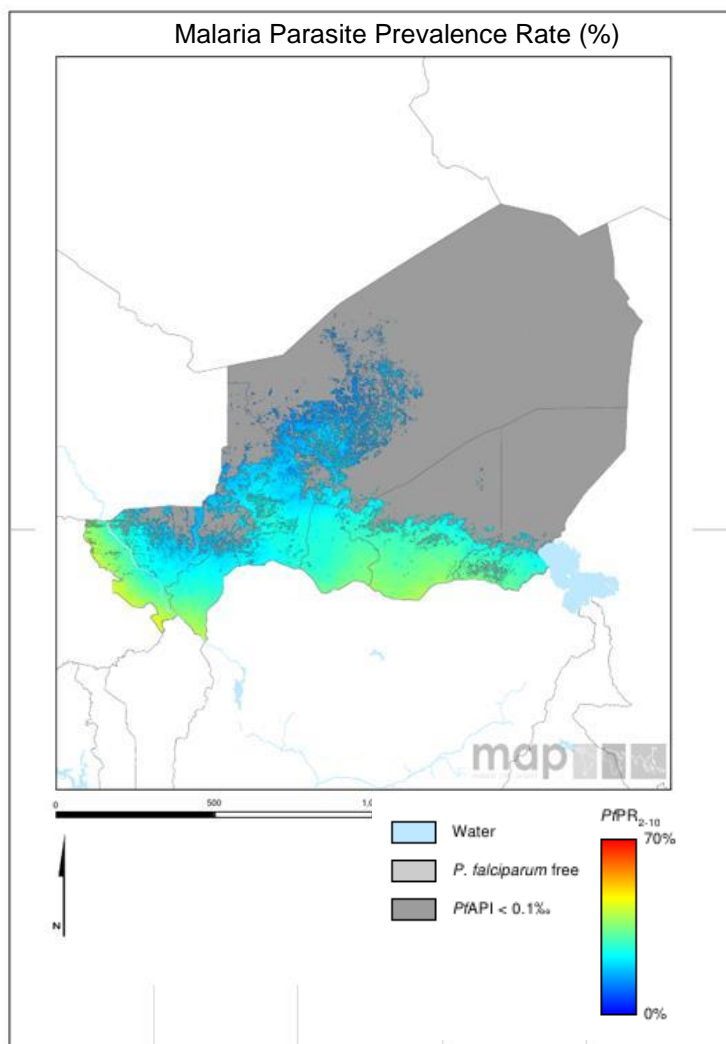 Malaria Parasite Prevalence Rate (%)
map
0 500
Water
P. falciparum free
PfAPI < 0.1‰
PfPR2-10
70%
0%
N